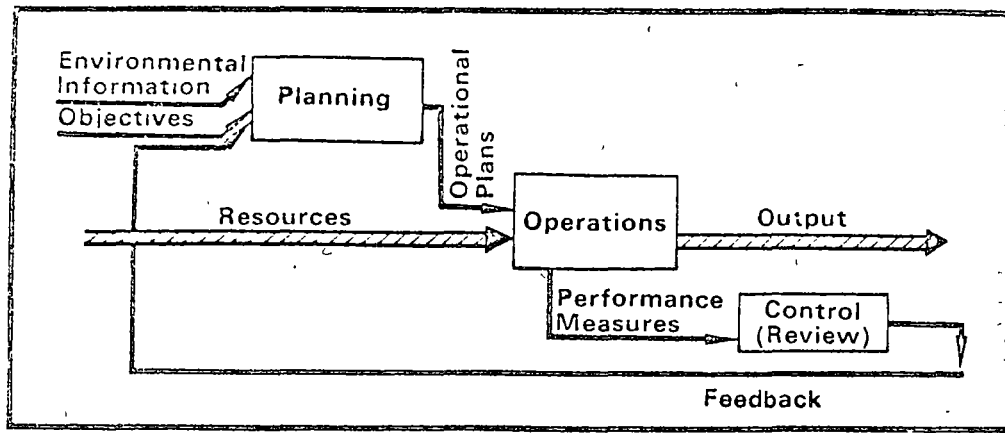 Environmental
Information
Objectives
Planning
Operational
Plans
Resources
Operations
Output
Performance
Measures
Control
(Review)
Feedback